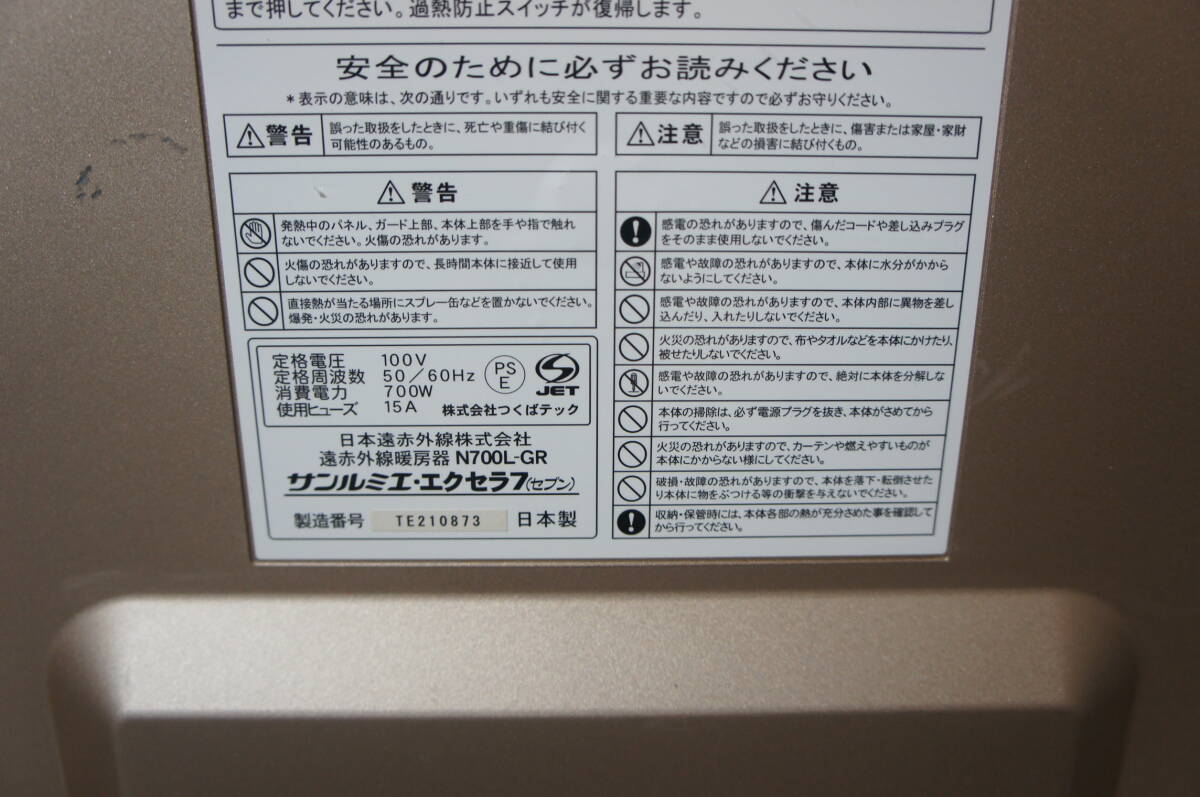 まで押してください。過熱防止スイッチが復帰します。
安全のために必ずお読みください
＊表示の意味は、次の通りです。いずれも安全に関する重要な内容ですので必ずお守りください。
警告
誤った取扱をしたときに、死亡や重傷に結び付く
可能性のあるもの。
注意
誤った取扱をしたときに、傷害または家屋・家財
などの損害に結び付くもの。
警告
発熱中のパネル、ガード上部、本体上部を手や指で触れ
ないでください。火傷の恐れがあります。
火傷の恐れがありますので、長時間本体に接近して使用
しないでください。
直接熱が当たる場所にスプレー缶などを置かないでください。
爆発・火災の恐れがあります。
定格電圧 100V
定格周波数 50／60Hz
消費電力 700W
使用ヒューズ 15A
PS
E
JET
株式会社つくばテック
日本遠赤外線株式会社
遠赤外線暖房器 N700L-GR
サンルミエ・エクセラ7(セブン)
製造番号 TE210873 日本製
注意
感電の恐れがありますので、傷んだコードや差し込みプラグ
をそのまま使用しないでください。
感電や故障の恐れがありますので、本体に水分がかから
ないようにしてください。
感電や故障の恐れがありますので、本体内部に異物を差し
込んだり、入れたりしないでください。
火災の恐れがありますので、布やタオルなどを本体にかけたり、
被せたりしないでください。
感電や故障の恐れがありますので、絶対に本体を分解しな
いでください。
本体の掃除は、必ず電源プラグを抜き、本体がさめてから
行ってください。
火災の恐れがありますので、カーテンや燃えやすいものが
本体にかからない様にしてください。
破損・故障の恐れがありますので、本体を落下・転倒させた
り本体に物をぶつける等の衝撃を与えないでください。
収納・保管時には、本体各部の熱が充分さめた事を確認して
から行ってください。